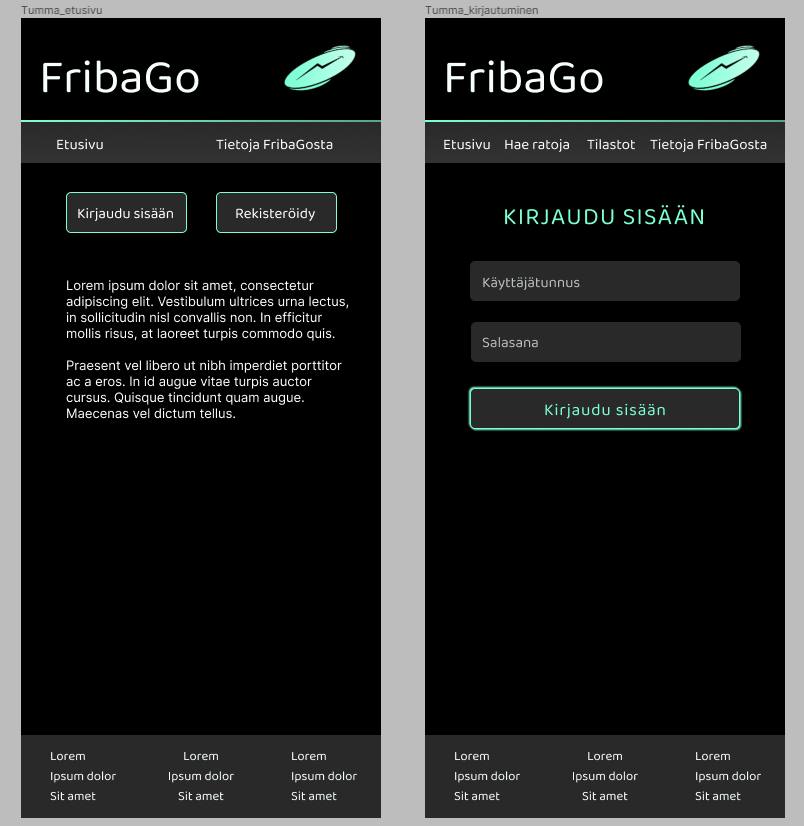 Tumma_etusivu
FribaGo
Etusivu Tietoja FribaGosta
Kirjaudu sisään Rekisteröidy
Lorem ipsum dolor sit amet, consectetur
adipiscing elit. Vestibulum ultrices urna lectus,
in sollicitudin nisl convallis non. In efficitur
mollis risus, at laoreet turpis commodo quis.
Praesent vel libero ut nibh imperdiet porttitor
ac a eros. In id augue vitae turpis auctor
cursus. Quisque tincidunt quam augue.
Maecenas vel dictum tellus.
Lorem Lorem Lorem
Ipsum dolor Ipsum dolor Ipsum dolor
Sit amet Sit amet Sit amet
Tumma_kirjautuminen
FribaGo
Etusivu Hae ratoja Tilastot Tietoja FribaGosta
KIRJAUDU SISÄÄN
Käyttäjätunnus
Salasana
Kirjaudu sisään
Lorem Lorem Lorem
Ipsum dolor Ipsum dolor Ipsum dolor
Sit amet Sit amet Sit amet